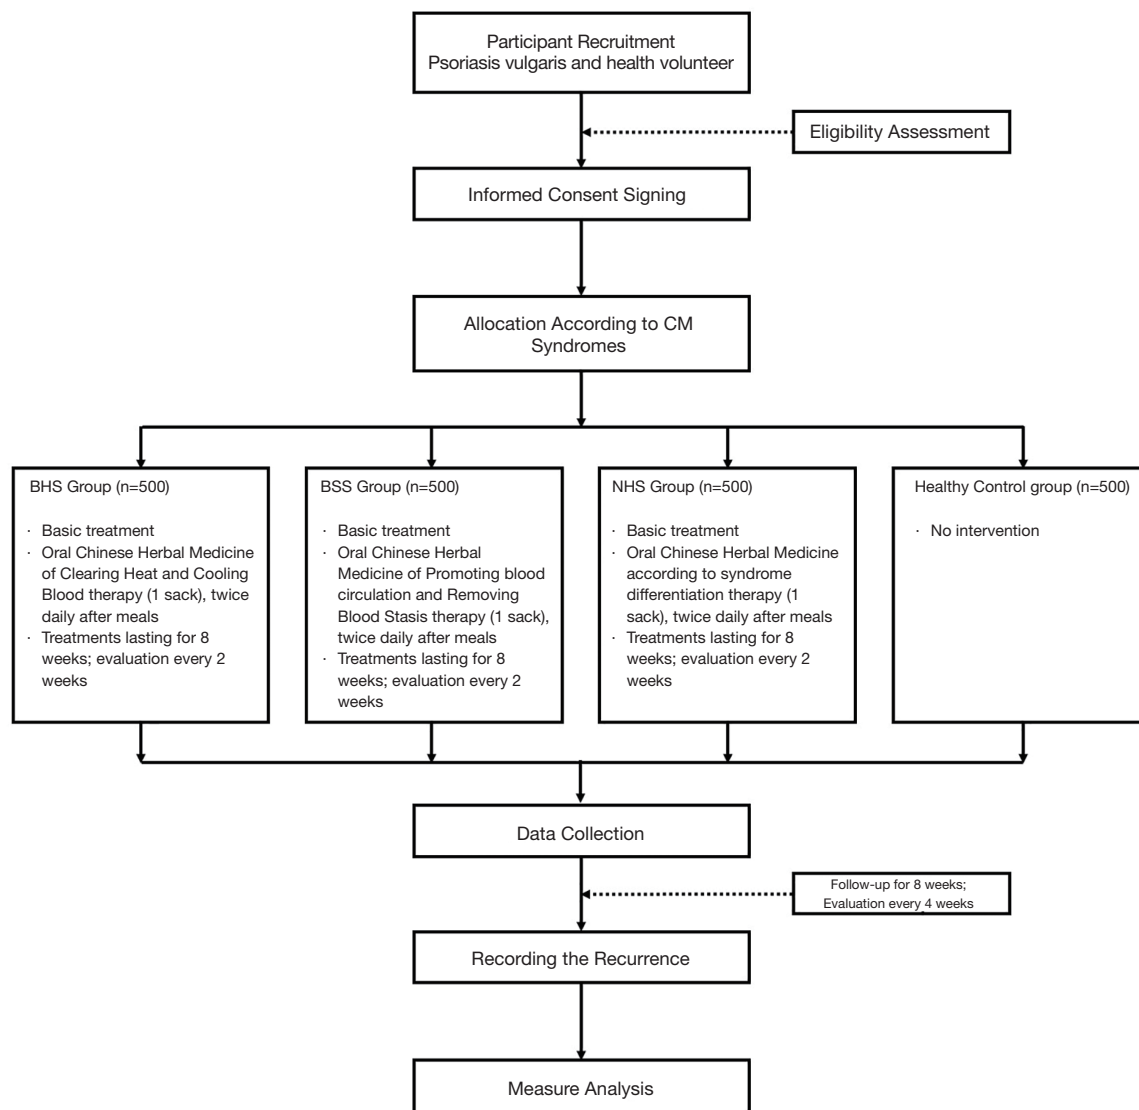 Participant Recruitment
Psoriasis vulgaris and health volunteer
Eligibility Assessment
Informed Consent Signing
Allocation According to CM
Syndromes
BHS Group (n=500)
· Basic treatment
· Oral Chinese Herbal Medicine
of Clearing Heat and Cooling
Blood therapy (1 sack), twice
daily after meals
· Treatments lasting for 8
weeks; evaluation every 2
weeks
BSS Group (n=500)
· Basic treatment
· Oral Chinese Herbal
Medicine of Promoting blood
circulation and Removing
Blood Stasis therapy (1 sack),
twice daily after meals
· Treatments lasting for 8
weeks; evaluation every 2
weeks
NHS Group (n=500)
· Basic treatment
· Oral Chinese Herbal Medicine
according to syndrome
differentiation therapy (1
sack), twice daily after meals
· Treatments lasting for 8
weeks; evaluation every 2
weeks
Healthy Control group (n=500)
· No intervention
Data Collection
Follow-up for 8 weeks;
Evaluation every 4 weeks
Recording the Recurrence
Measure Analysis